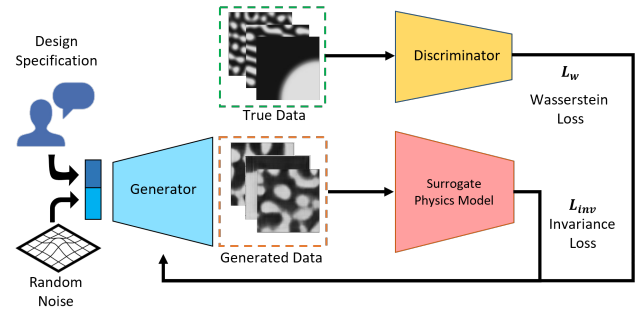 Design
Specification
True Data
Discriminator
L_w
Wasserstein
Loss
Generator
Generated Data
Surrogate
Physics Model
L_inv
Invariance
Loss
Random
Noise